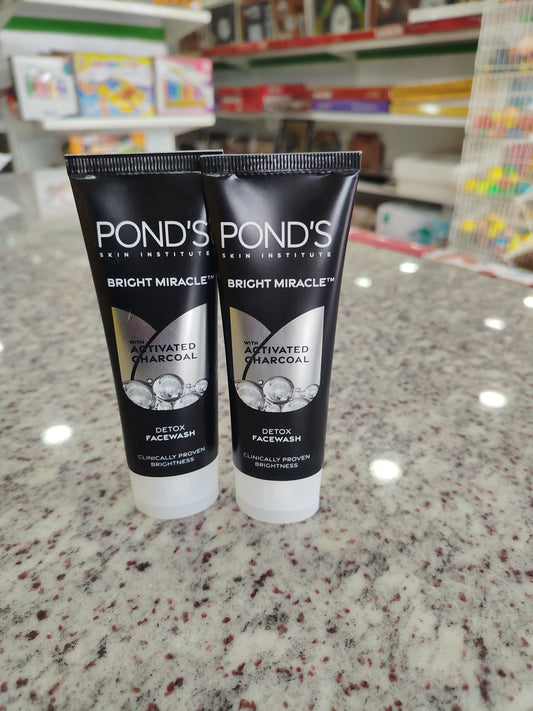 POND'S
SKIN INSTITUTE
BRIGHT MIRACLE™
WITH
ACTIVATED
CHARCOAL
DETOX
FACEWASH
CLINICALLY PROVEN
BRIGHTNESS
POND'S
SKIN INSTITUTE
BRIGHT MIRACLE™
WITH
ACTIVATED
CHARCOAL
DETOX
FACEWASH
CLINICALLY PROVEN
BRIGHTNESS